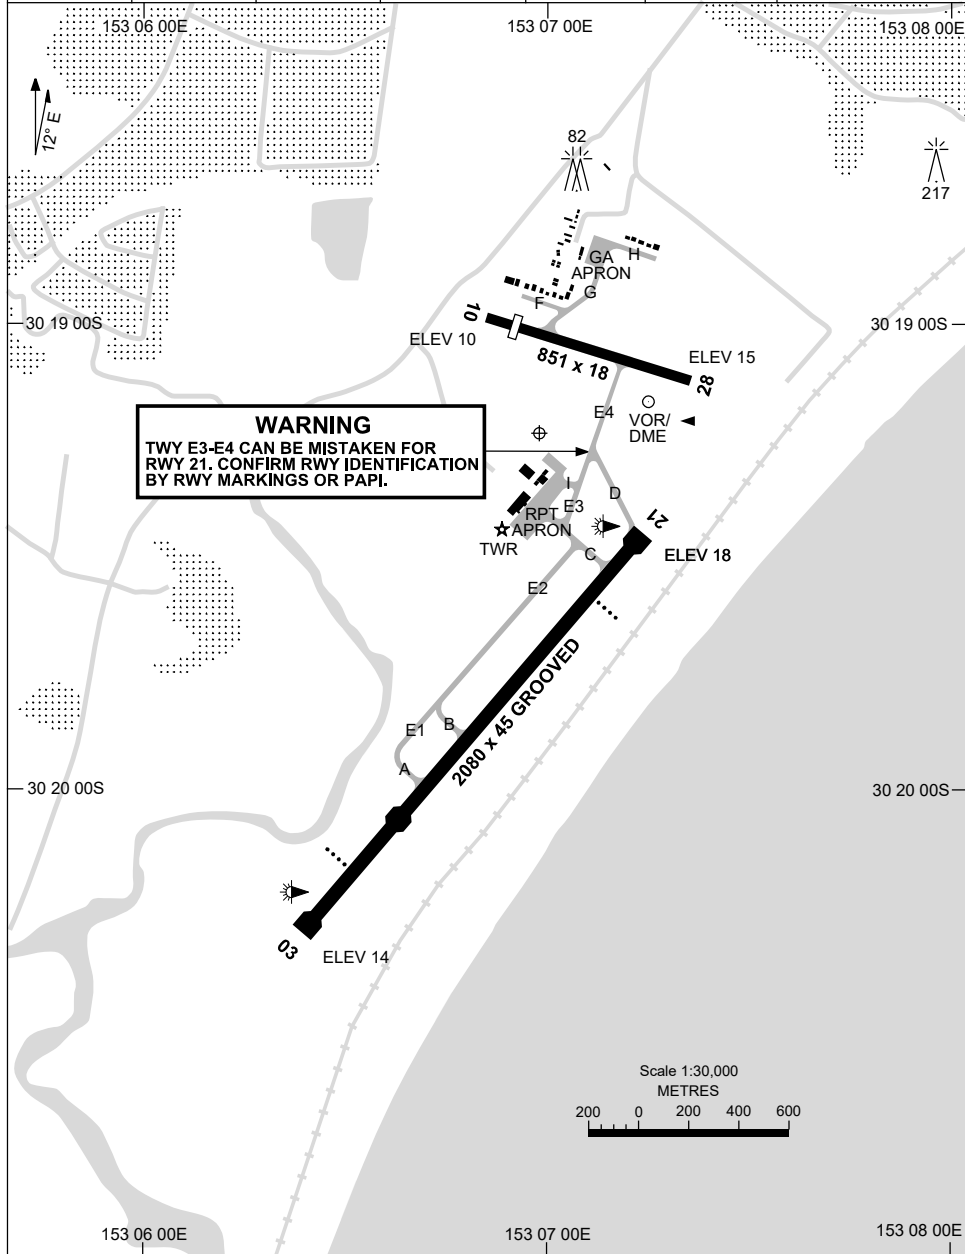 153 06 00E
153 07 00E
153 08 00E
12° E
82
217
GA
APRON
H
G
F
10
30 19 00S
30 19 00S
ELEV 10
851 x 18
ELEV 15
28
E4
VOR/
DME
WARNING
TWY E3-E4 CAN BE MISTAKEN FOR
RWY 21. CONFIRM RWY IDENTIFICATION
BY RWY MARKINGS OR PAPI.
I
D
E3
RPT
APRON
TWR
21
ELEV 18
C
E2
2080 x 45 GROOVED
E1
B
A
30 20 00S
30 20 00S
03
ELEV 14
Scale 1:30,000
METRES
200 0 200 400 600
153 06 00E
153 07 00E
153 08 00E